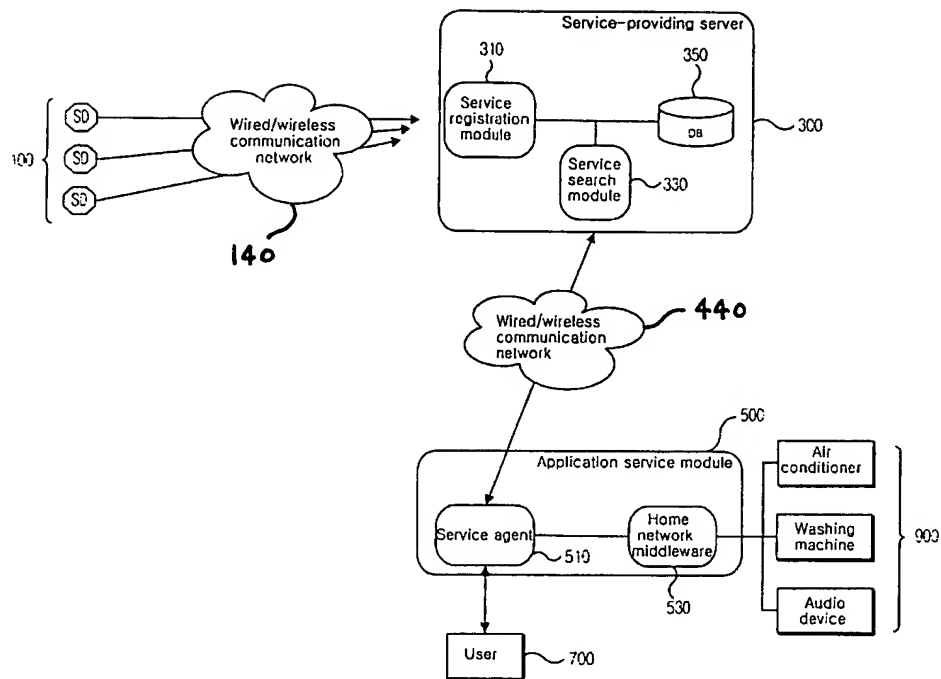 Service-providing server
310
350
Service
registration
module
DB
300
Service
search
module
330
100
SD
SD
SD
Wired/wireless
communication
network
140
Wired/wireless
communication
network
440
500
Application service module
Service agent
510
Home
network
middleware
530
Air
conditioner
Washing
machine
Audio
device
900
User
700